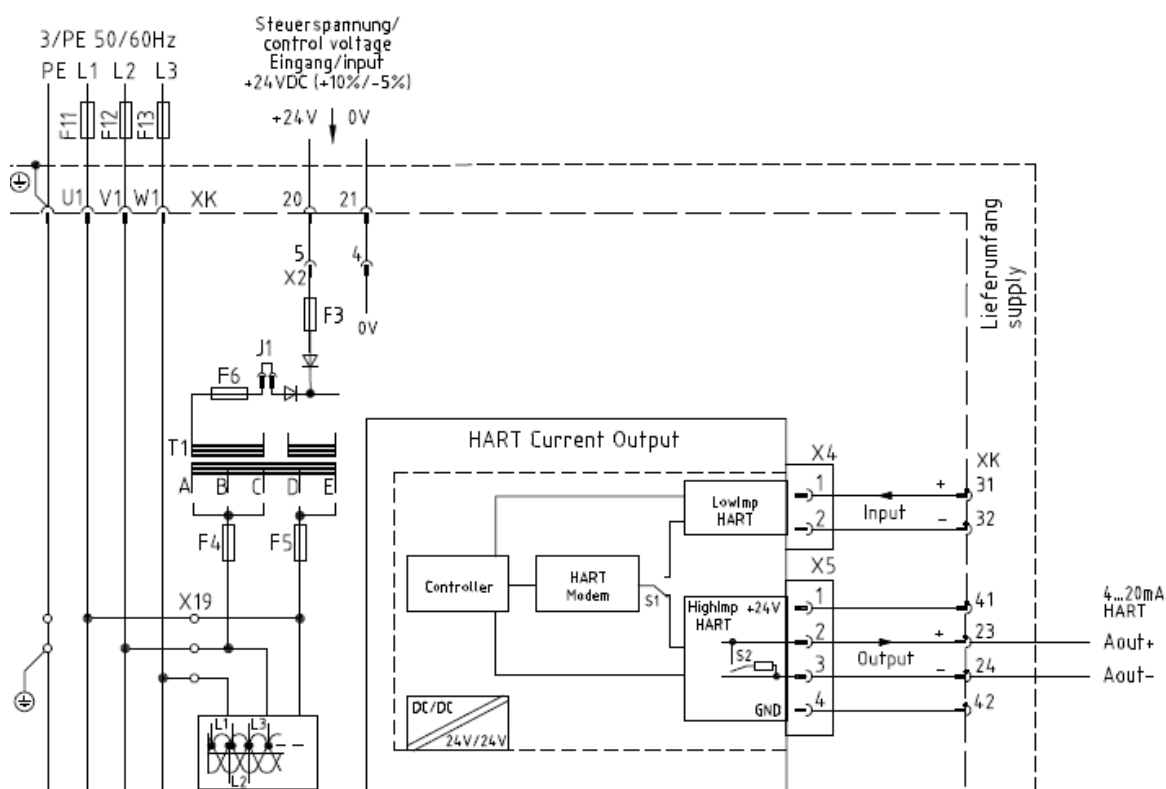 3/PE 50/60Hz
PE L1 L2 L3
F11 F12 F13
Steuerspannung/
control voltage
Eingang/input
+24VDC (+10%/-5%)
+24V 0V
U1 V1 W1 XK 20 21
5 4
X2
F3
0V
J1
F6
T1
A B C D E
F4 F5
X19
L1 L3
L2
HART Current Output
Controller
HART
Modem
S1
LowImp
HART
HighImp +24V
HART
S2
GND
DC/DC
24V/24V
X4
1
2
Input
+
-
XK
31
32
X5
1
2
3
4
Output
+
-
41
23
24
42
4...20mA
HART
Aout+
Aout-
Lieferumfang
supply